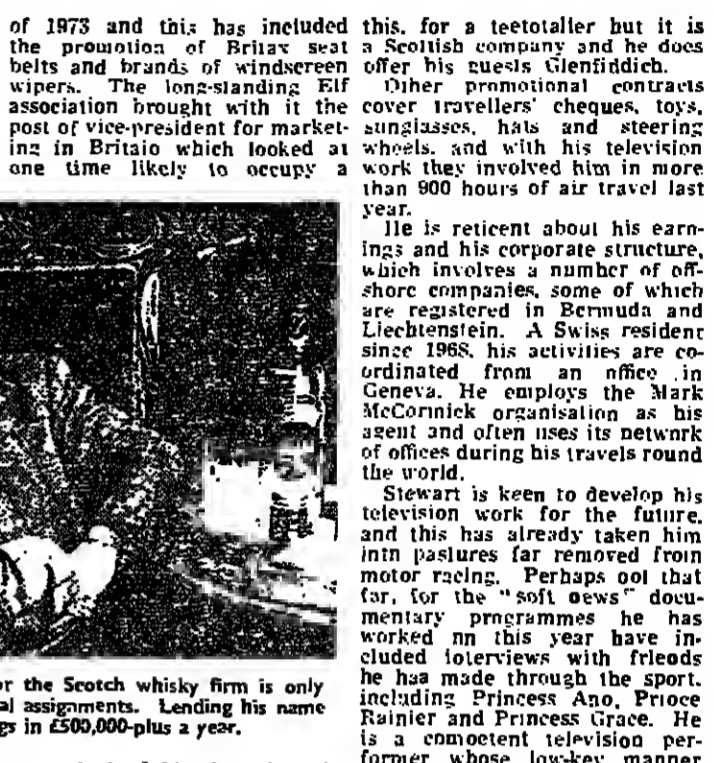 of 1973 and this has included
the promotion of Britax seat
belts and brands of windscreen
wipers. The long-standing Elf
association brought with it the
post of vice-president for market-
ing in Britain which looked at
one time likely to occupy a
or the Scotch whisky firm is only
al assignments. Lending his name
gs in £500,000-plus a year.
this, for a teetotaller but it is
a Scottish company and he does
offer his guests Glenfiddich.
Other promotional contracts
cover travellers' cheques, toys,
sunglasses, hats and steering
wheels, and with his television
work they involved him in more
than 900 hours of air travel last
year.
He is reticent about his earn-
ings and his corporate structure,
which involves a number of off-
shore companies, some of which
are registered in Bermuda and
Liechtenstein. A Swiss resident
since 1968, his activities are co-
ordinated from an office in
Geneva. He employs the Mark
McCormick organisation as his
agent and often uses its network
of offices during his travels round
the world.
Stewart is keen to develop his
television work for the future,
and this has already taken him
into pastures far removed from
motor racing. Perhaps not that
far, for the "soft news" docu-
mentary programmes he has
worked on this year have in-
cluded interviews with friends
he has made through the sport,
including Princess Ann, Prince
Rainier and Princess Grace. He
is a competent television per-
former whose low-key manner